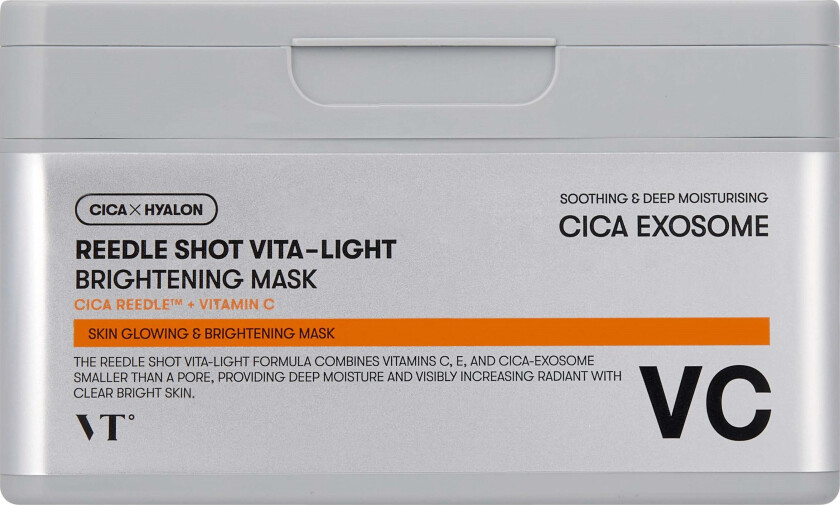 CICA×HYALON
REEDLE SHOT VITA-LIGHT
BRIGHTENING MASK
CICA REEDLE™ + VITAMIN C
SOOTHING & DEEP MOISTURISING
CICA EXOSOME
SKIN GLOWING & BRIGHTENING MASK
THE REEDLE SHOT VITA-LIGHT FORMULA COMBINES VITAMINS C, E, AND CICA-EXOSOME
SMALLER THAN A PORE, PROVIDING DEEP MOISTURE AND VISIBLY INCREASING RADIANT WITH
CLEAR BRIGHT SKIN.
VT°
VC